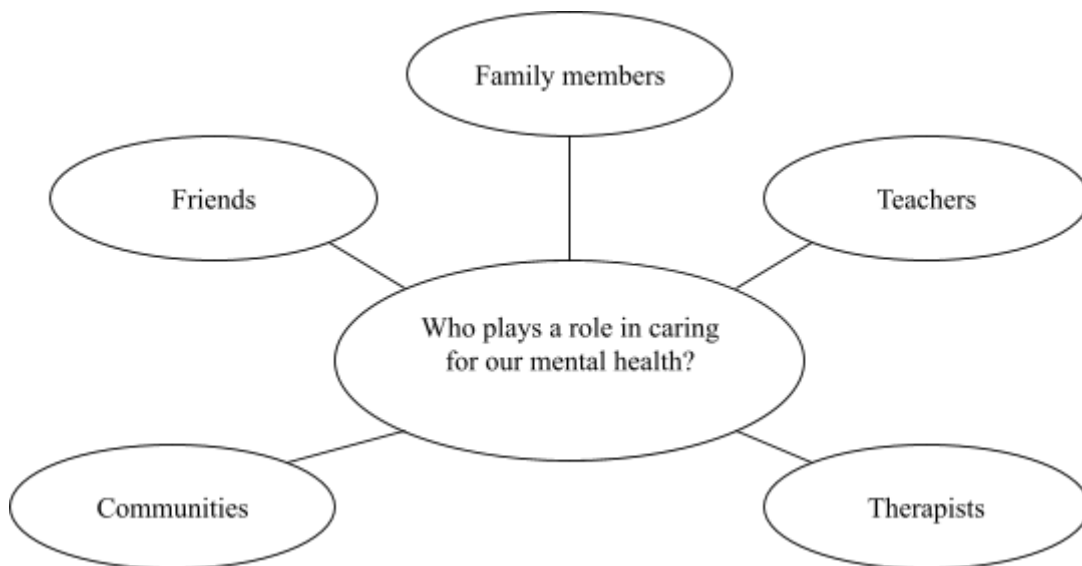 Family members
Friends
Teachers
Who plays a role in caring
for our mental health?
Communities
Therapists